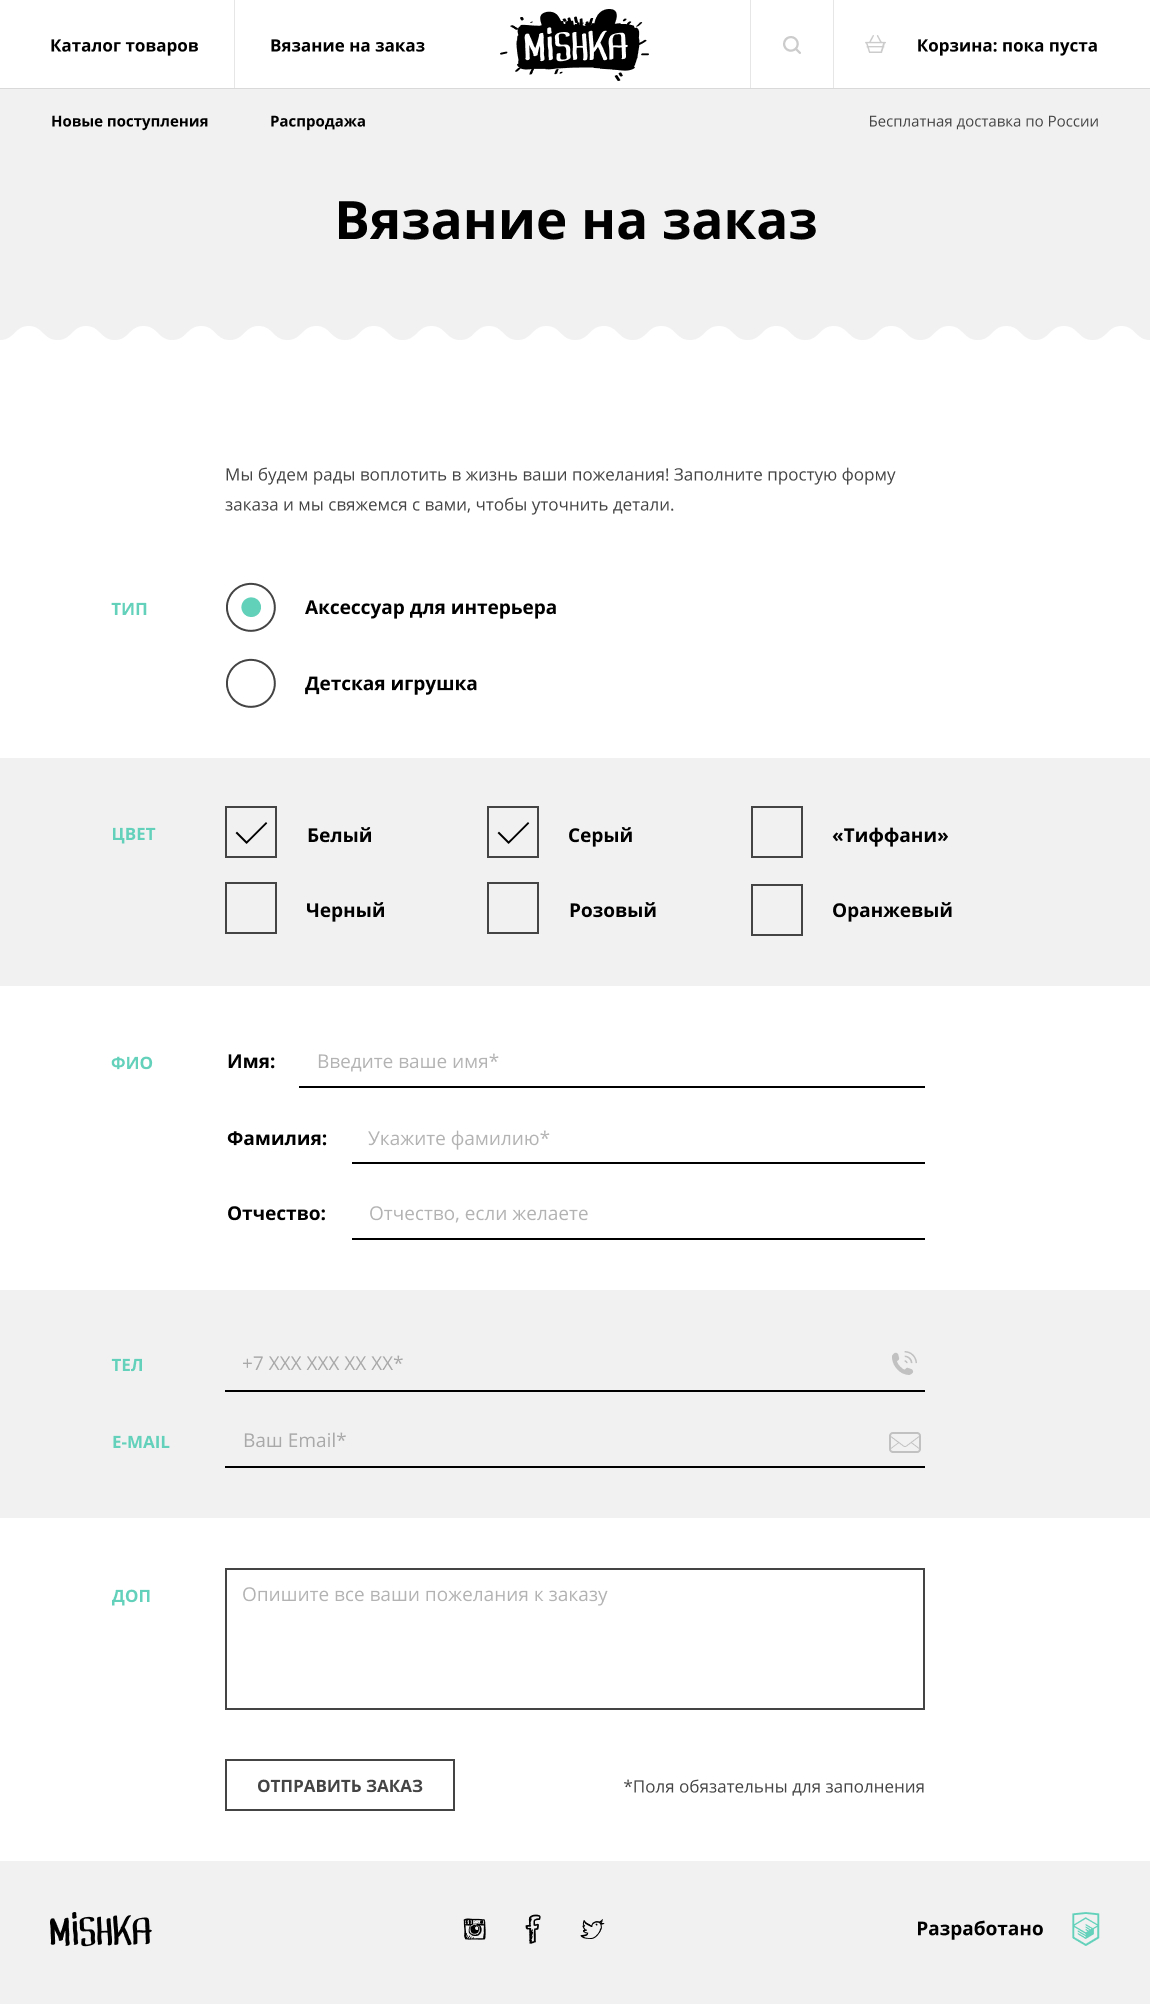 Каталог товаров
Вязание на заказ
MiSHKA
Корзина: пока пуста
Новые поступления
Распродажа
Бесплатная доставка по России
Вязание на заказ
Мы будем рады воплотить в жизнь ваши пожелания! Заполните простую форму
заказа и мы свяжемся с вами, чтобы уточнить детали.
ТИП
Аксессуар для интерьера
Детская игрушка
ЦВЕТ
Белый
Серый
«Тиффани»
Черный
Розовый
Оранжевый
ФИО
Имя:
Введите ваше имя*
Фамилия:
Укажите фамилию*
Отчество:
Отчество, если желаете
ТЕЛ
+7 XXX XXX XX XX*
E-MAIL
Ваш Email*
ДОП
Опишите все ваши пожелания к заказу
ОТПРАВИТЬ ЗАКАЗ
*Поля обязательны для заполнения
MiSHKA
Разработано